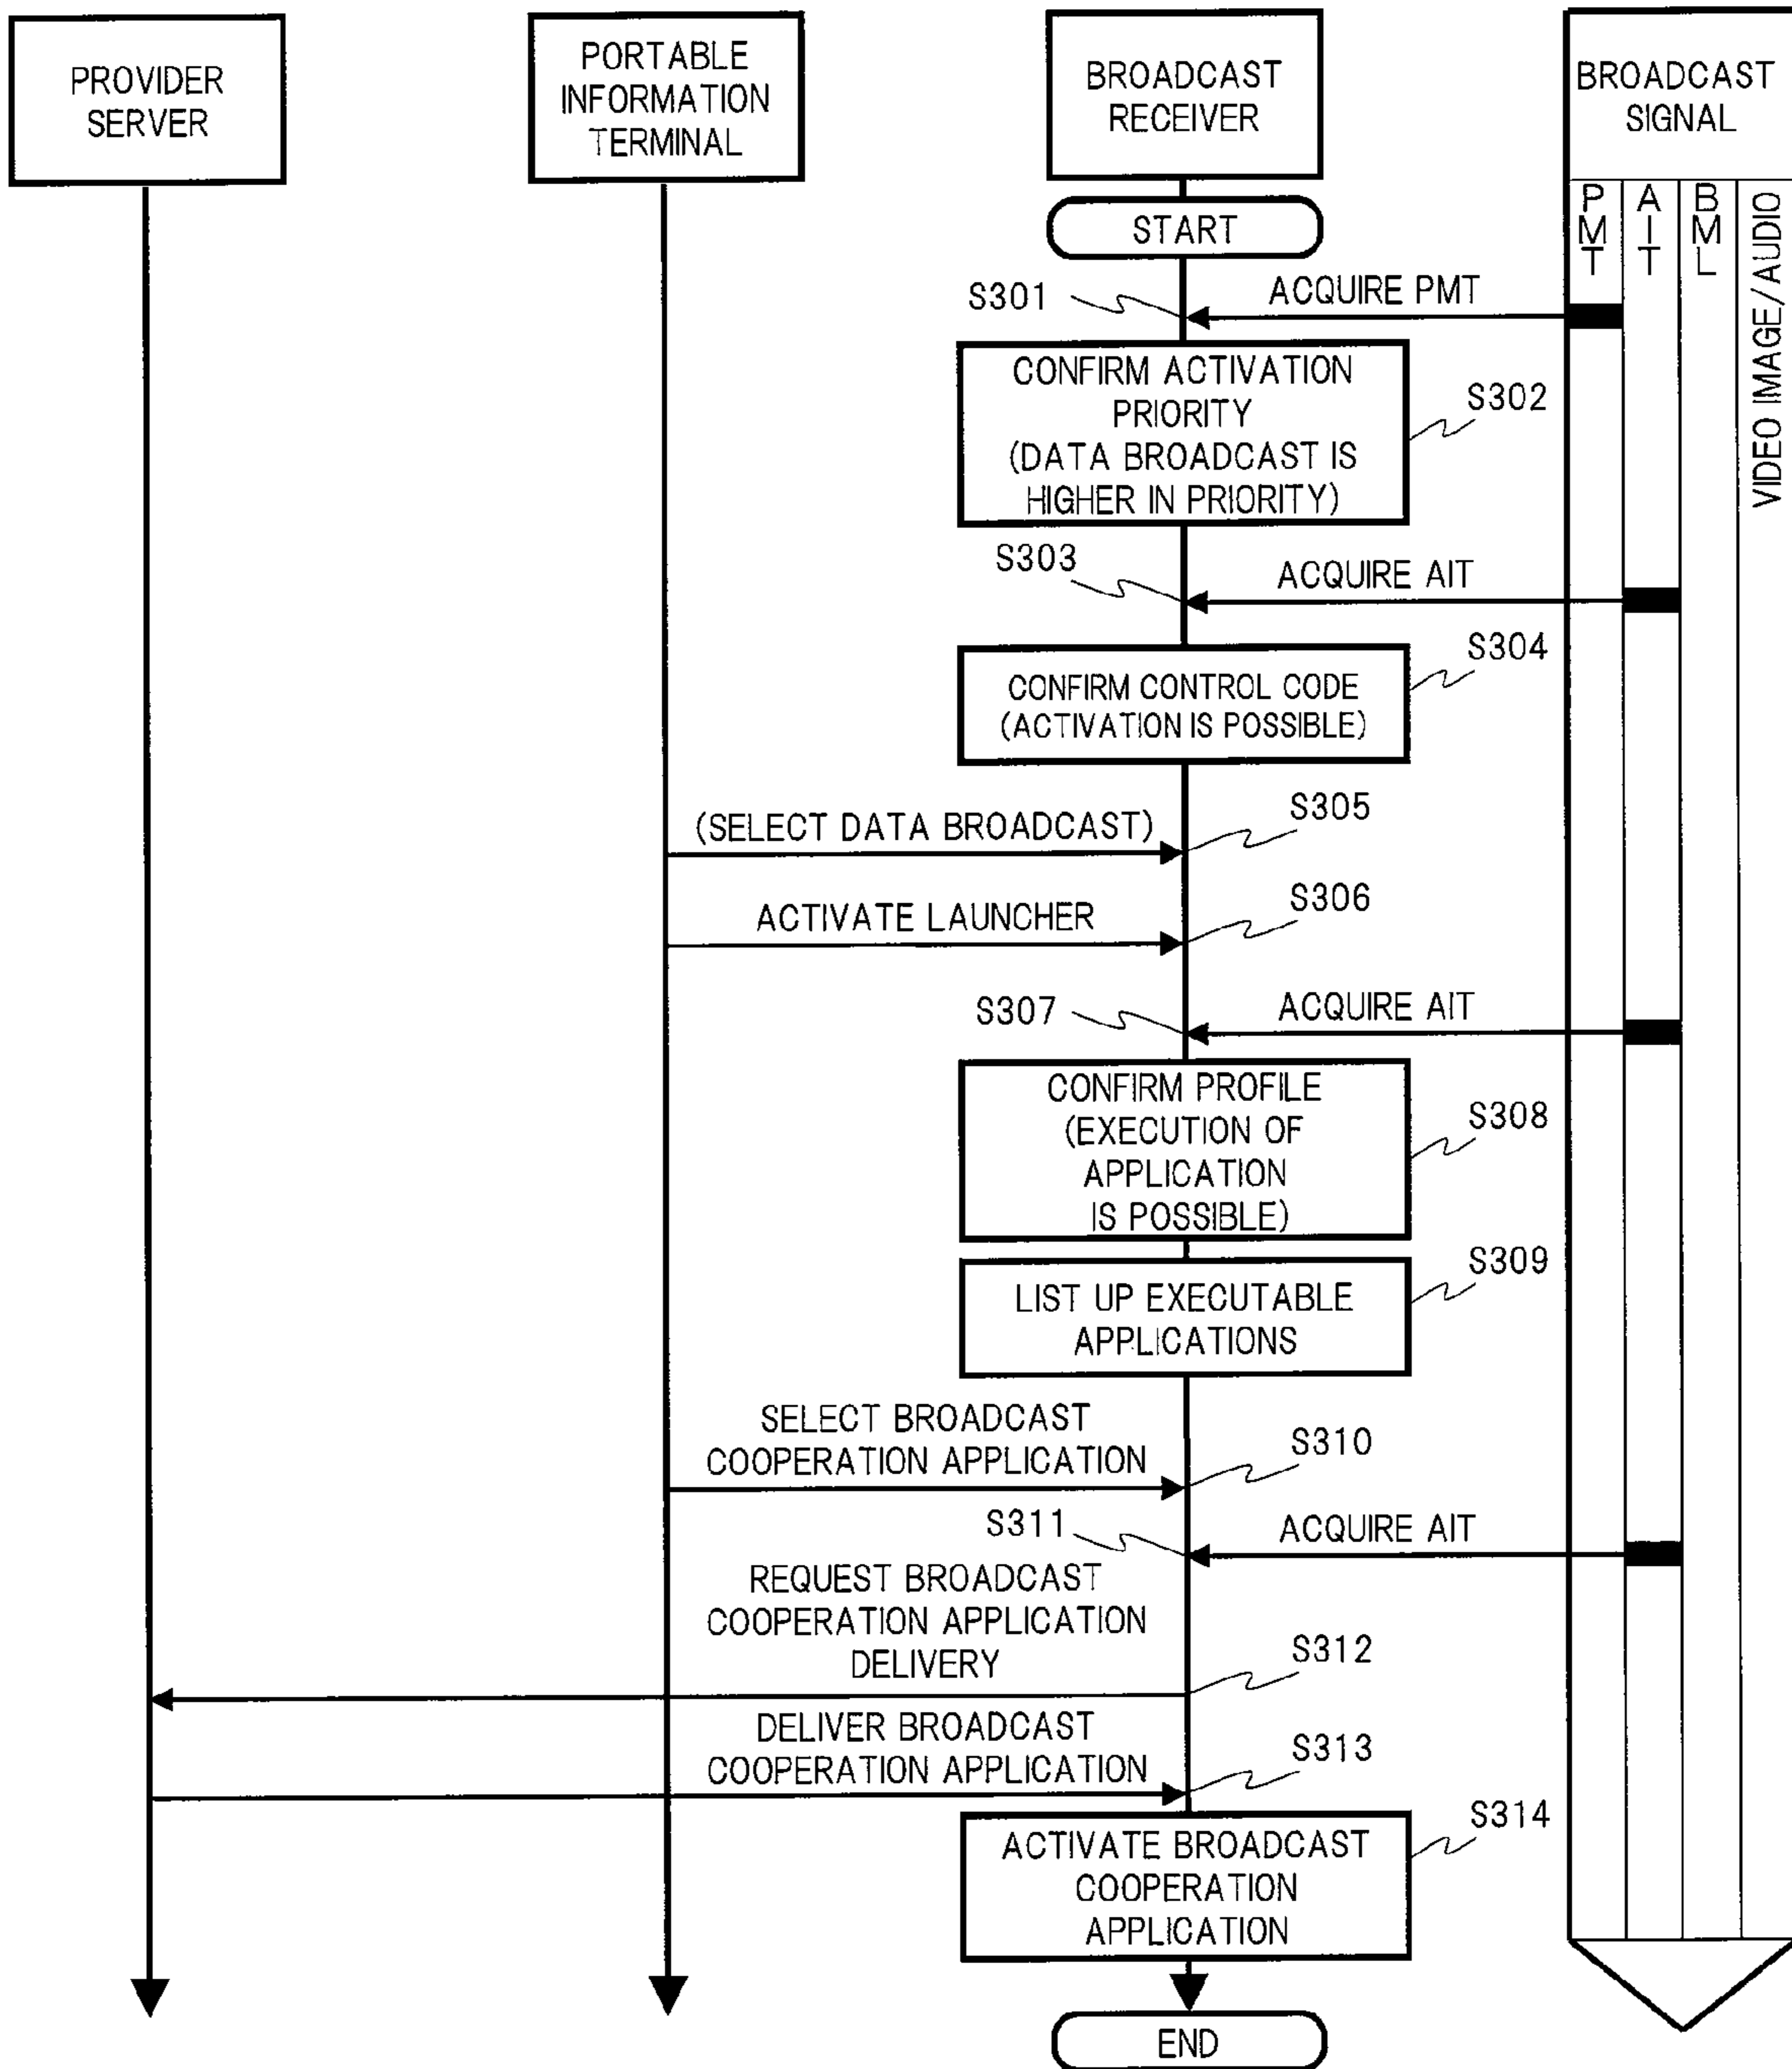 PROVIDER
SERVER
PORTABLE
INFORMATION
TERMINAL
BROADCAST
RECEIVER
BROADCAST
SIGNAL
PMT
AIT
BML
VIDEO IMAGE/AUDIO
START
S301
ACQUIRE PMT
CONFIRM ACTIVATION
PRIORITY
(DATA BROADCAST IS
HIGHER IN PRIORITY)
S302
S303
ACQUIRE AIT
S304
CONFIRM CONTROL CODE
(ACTIVATION IS POSSIBLE)
(SELECT DATA BROADCAST)
S305
ACTIVATE LAUNCHER
S306
S307
ACQUIRE AIT
CONFIRM PROFILE
(EXECUTION OF
APPLICATION
IS POSSIBLE)
S308
S309
LIST UP EXECUTABLE
APPLICATIONS
SELECT BROADCAST
COOPERATION APPLICATION
S310
S311
ACQUIRE AIT
REQUEST BROADCAST
COOPERATION APPLICATION
DELIVERY
S312
DELIVER BROADCAST
COOPERATION APPLICATION
S313
S314
ACTIVATE BROADCAST
COOPERATION
APPLICATION
END